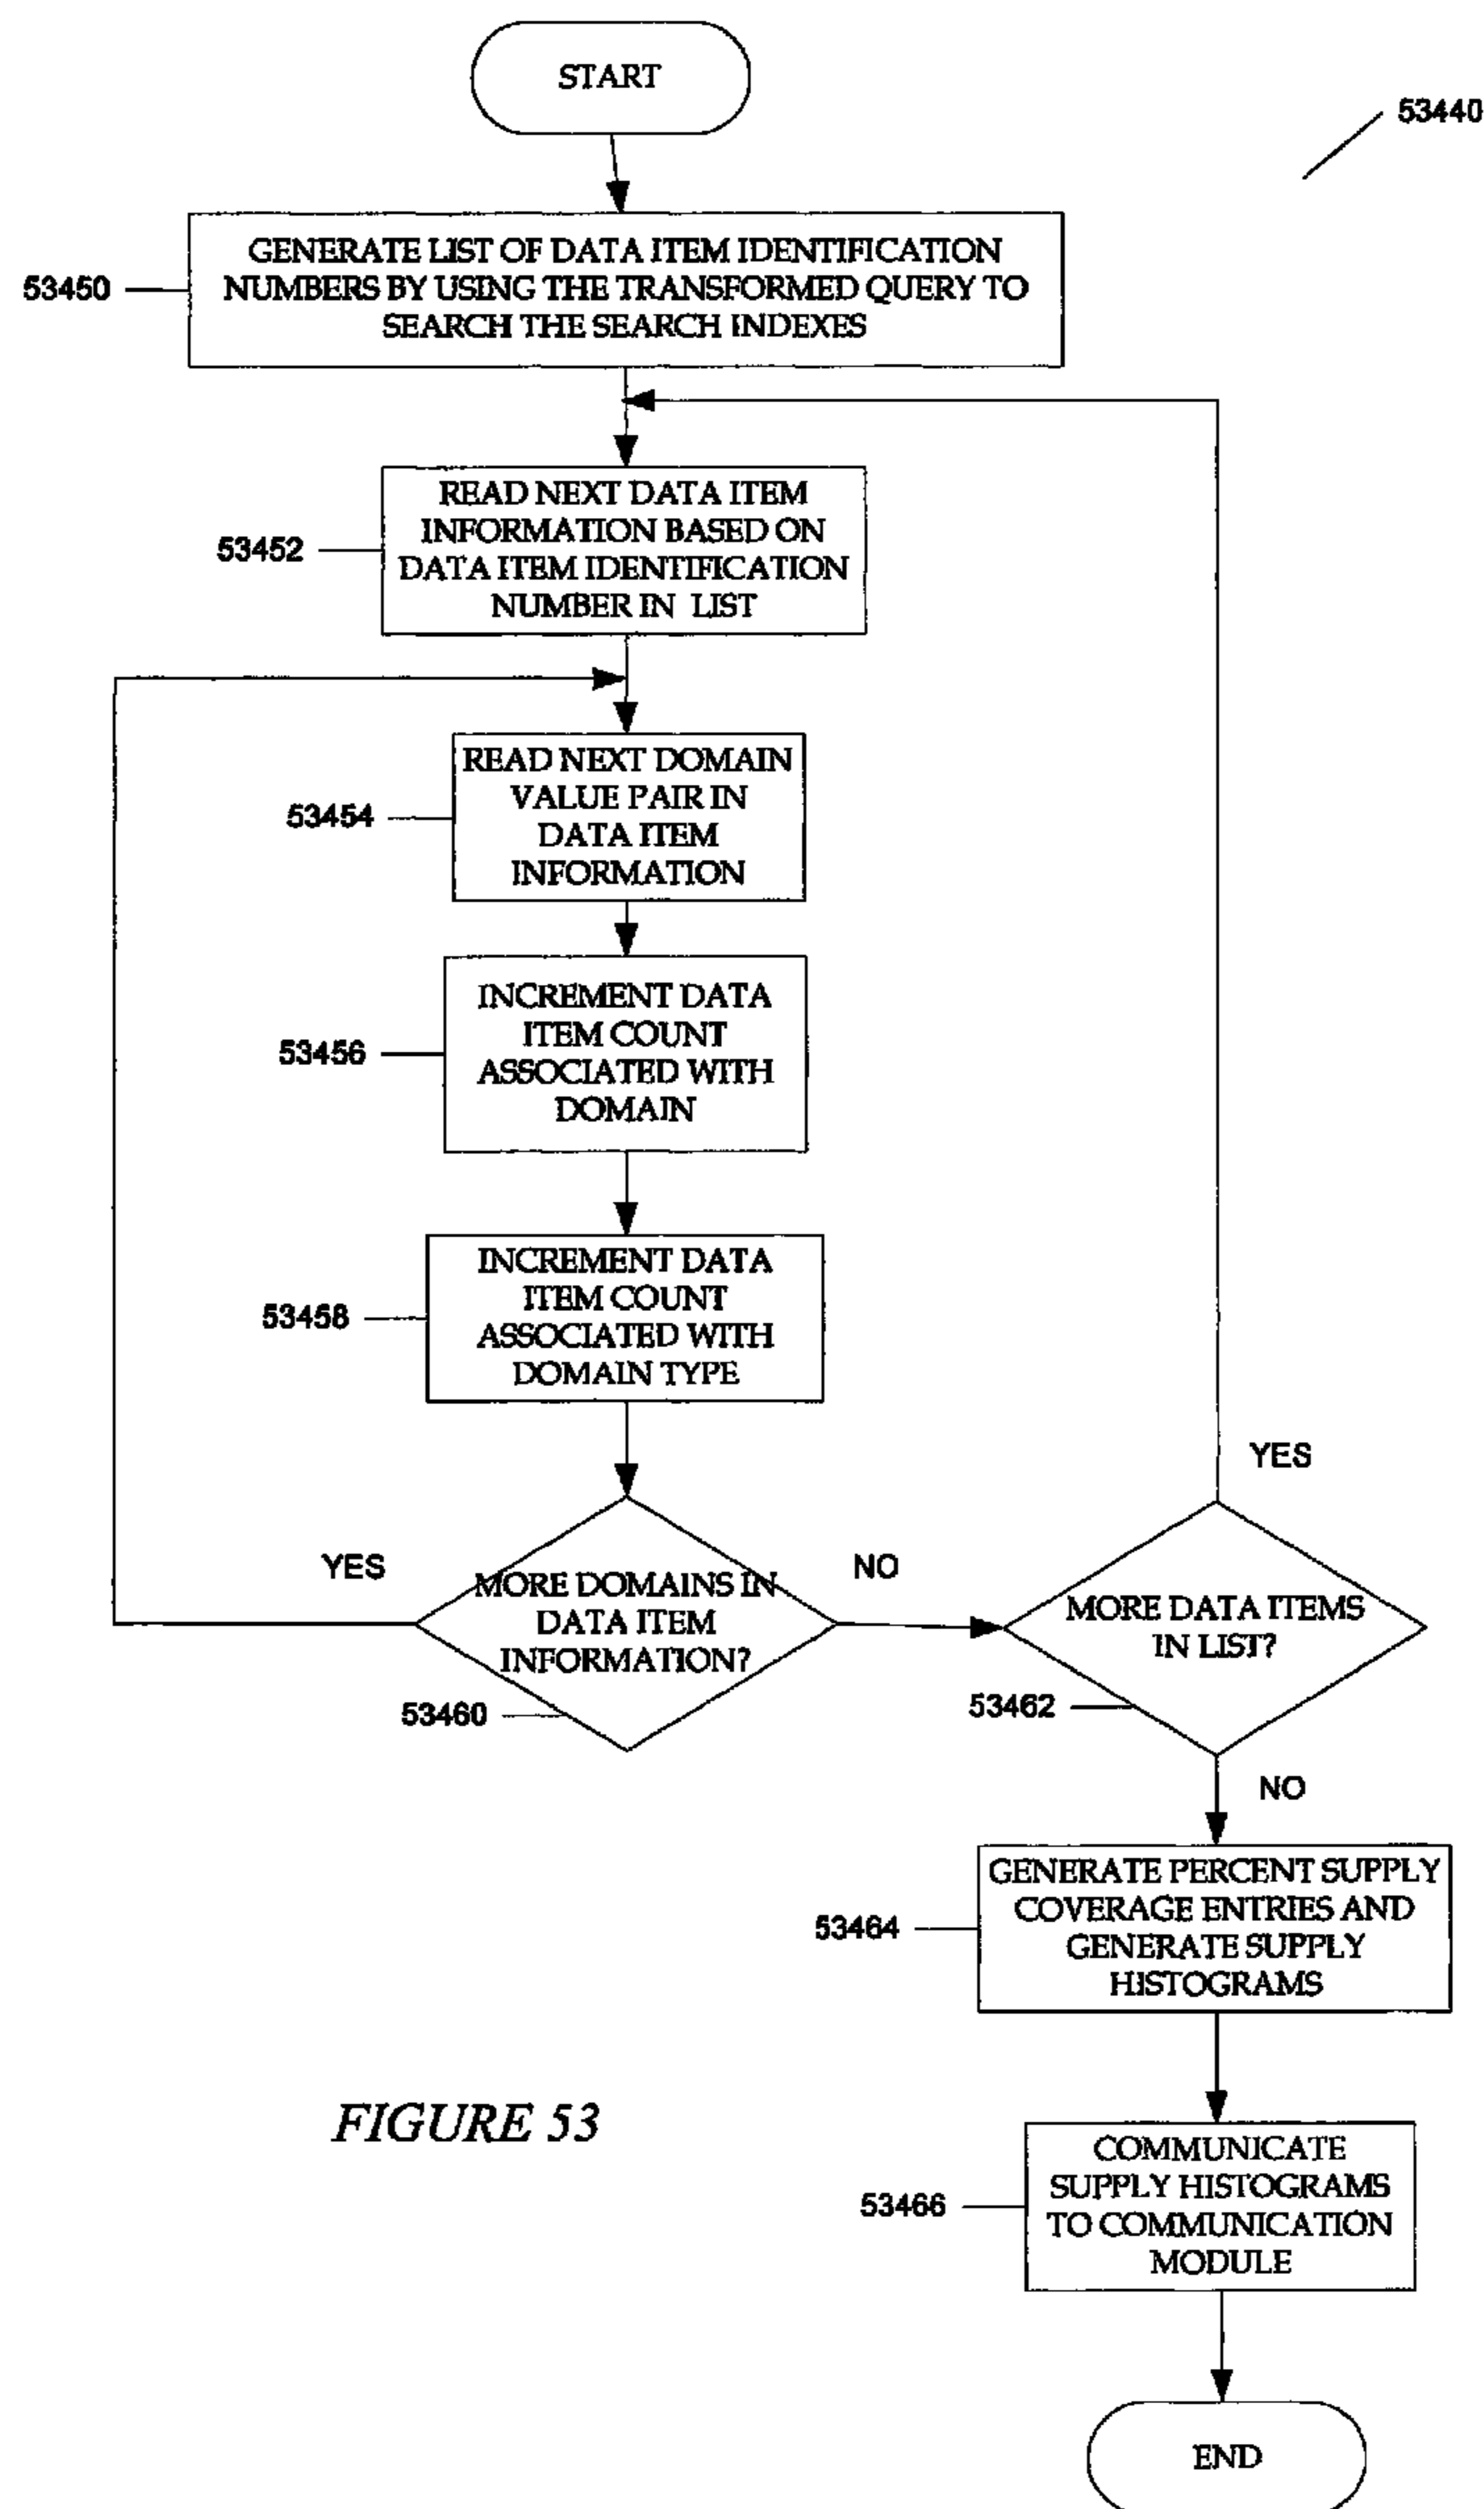 START
53440
GENERATE LIST OF DATA ITEM IDENTIFICATION
NUMBERS BY USING THE TRANSFORMED QUERY TO
SEARCH THE SEARCH INDEXES
53450
READ NEXT DATA ITEM
INFORMATION BASED ON
DATA ITEM IDENTIFICATION
NUMBER IN LIST
53452
READ NEXT DOMAIN
VALUE PAIR IN
DATA ITEM
INFORMATION
53454
INCREMENT DATA
ITEM COUNT
ASSOCIATED WITH
DOMAIN
53456
INCREMENT DATA
ITEM COUNT
ASSOCIATED WITH
DOMAIN TYPE
53458
YES
YES
MORE DOMAINS IN
DATA ITEM
INFORMATION?
53460
NO
MORE DATA ITEMS
IN LIST?
53462
NO
GENERATE PERCENT SUPPLY
COVERAGE ENTRIES AND
GENERATE SUPPLY
HISTOGRAMS
53464
FIGURE 53
COMMUNICATE
SUPPLY HISTOGRAMS
TO COMMUNICATION
MODULE
53466
END